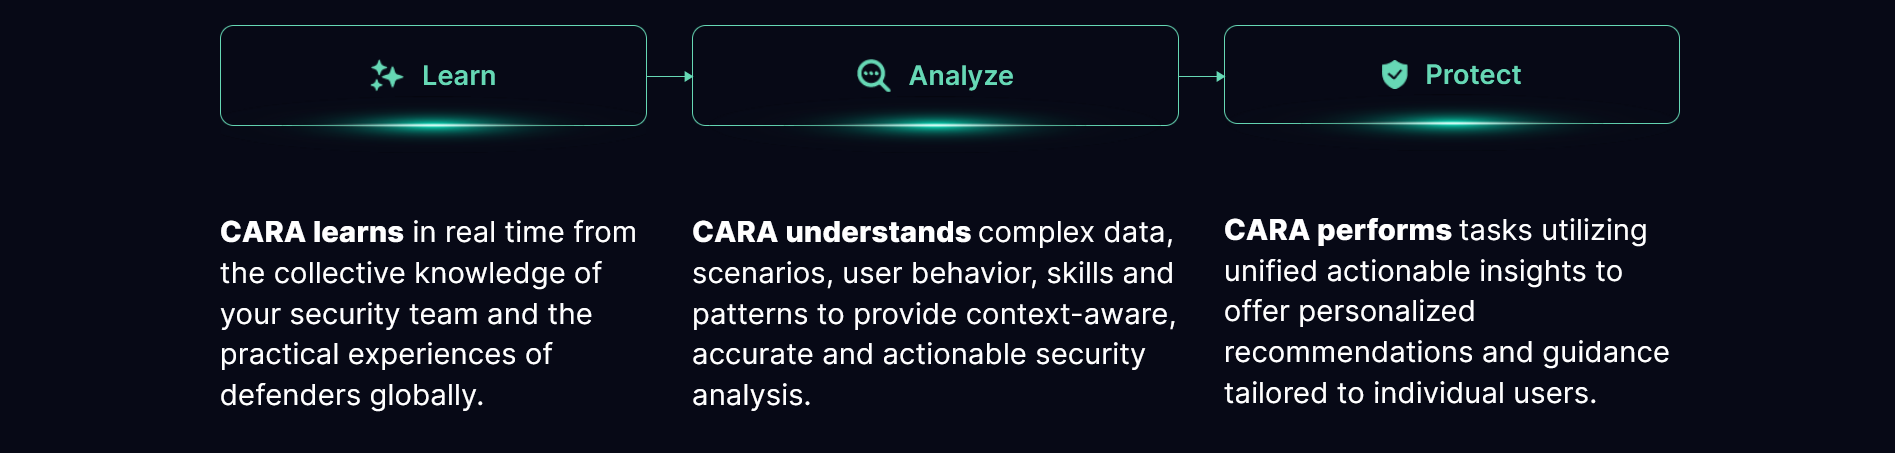 Learn
Analyze
Protect
CARA learns in real time from
the collective knowledge of
your security team and the
practical experiences of
defenders globally.
CARA understands complex data,
scenarios, user behavior, skills and
patterns to provide context-aware,
accurate and actionable security
analysis.
CARA performs tasks utilizing
unified actionable insights to
offer personalized
recommendations and guidance
tailored to individual users.